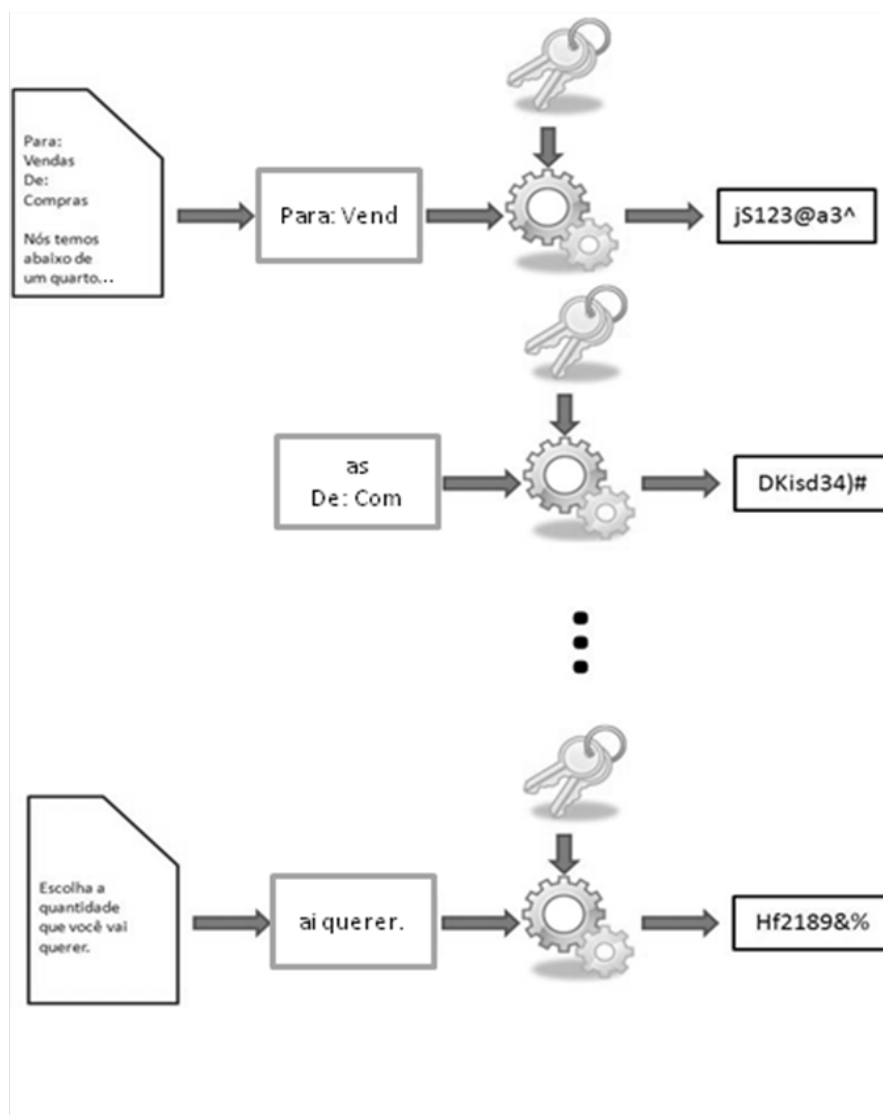 Para:
Vendas
De:
Compras
Nós temos
abaixo de
um quarto...
Para: Vend
jS123@a3^
as
De: Com
DKisd34)#
Escolha a
quantidade
que você vai
querer.
ai querer.
Hf2189&%